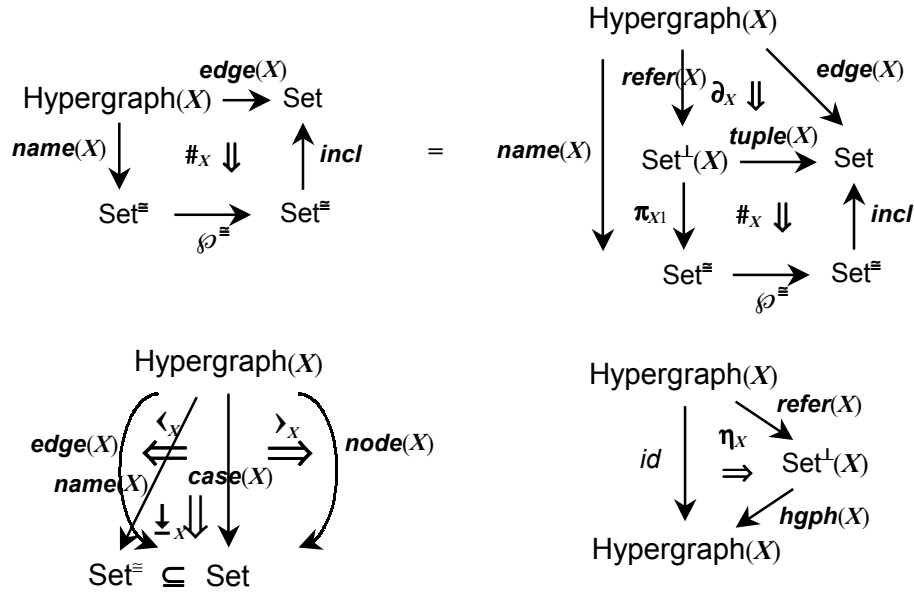 Hypergraph(X)
edge(X)
Hypergraph(X) Set
name(X) #X ⇓ incl
Set≅ Set≅
℘≅
=
Hypergraph(X)
refer(X) ∂X ⇓ edge(X)
name(X) tuple(X)
Set⊥(X) Set
πX1 #X ⇓ incl
Set≅ Set≅
℘≅
Hypergraph(X)
‹X ›X
edge(X) ⇐ ⇒ node(X)
name(X) case(X)
⇓
Set≅ ⊆ Set
Hypergraph(X)
refer(X)
id ηX ⇒ Set⊥(X)
hgph(X)
Hypergraph(X)